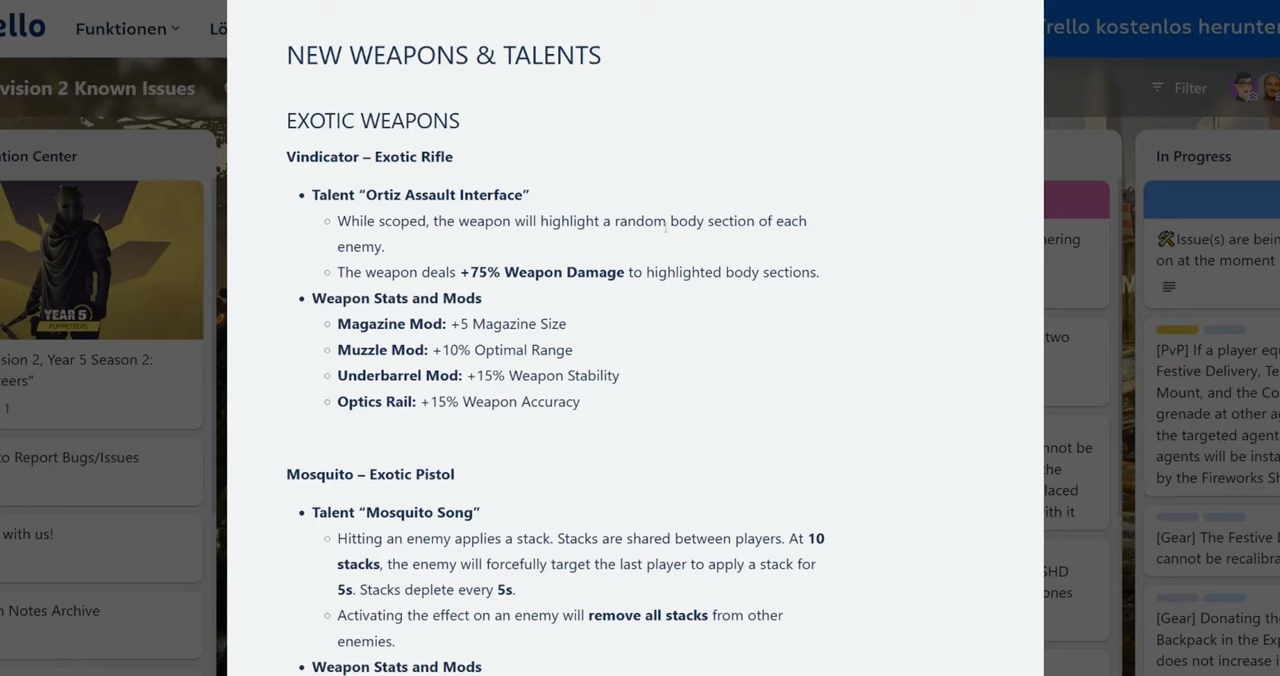 ello
Funktionen
Lö
Trello kostenlos herunter
vision 2 Known Issues
Filter
ation Center
YEAR 5
PUPPETEERS
sion 2, Year 5 Season 2:
eers"
1
to Report Bugs/Issues
with us!
n Notes Archive
NEW WEAPONS & TALENTS
EXOTIC WEAPONS
Vindicator – Exotic Rifle
• Talent “Ortiz Assault Interface”
○ While scoped, the weapon will highlight a random body section of each
enemy.
○ The weapon deals +75% Weapon Damage to highlighted body sections.
• Weapon Stats and Mods
○ Magazine Mod: +5 Magazine Size
○ Muzzle Mod: +10% Optimal Range
○ Underbarrel Mod: +15% Weapon Stability
○ Optics Rail: +15% Weapon Accuracy
Mosquito – Exotic Pistol
• Talent “Mosquito Song”
○ Hitting an enemy applies a stack. Stacks are shared between players. At 10
stacks, the enemy will forcefully target the last player to apply a stack for
5s. Stacks deplete every 5s.
○ Activating the effect on an enemy will remove all stacks from other
enemies.
• Weapon Stats and Mods
hering
two
nnot be
the
laced
with it
SHD
ones
In Progress
🛠Issue(s) are bein
on at the moment
[PvP] If a player equ
Festive Delivery, Te
Mount, and the Co
grenade at other ag
the targeted agent
agents will be insta
by the Fireworks Sh
[Gear] The Festive D
cannot be recalibra
[Gear] Donating the
Backpack in the Exp
does not increase i